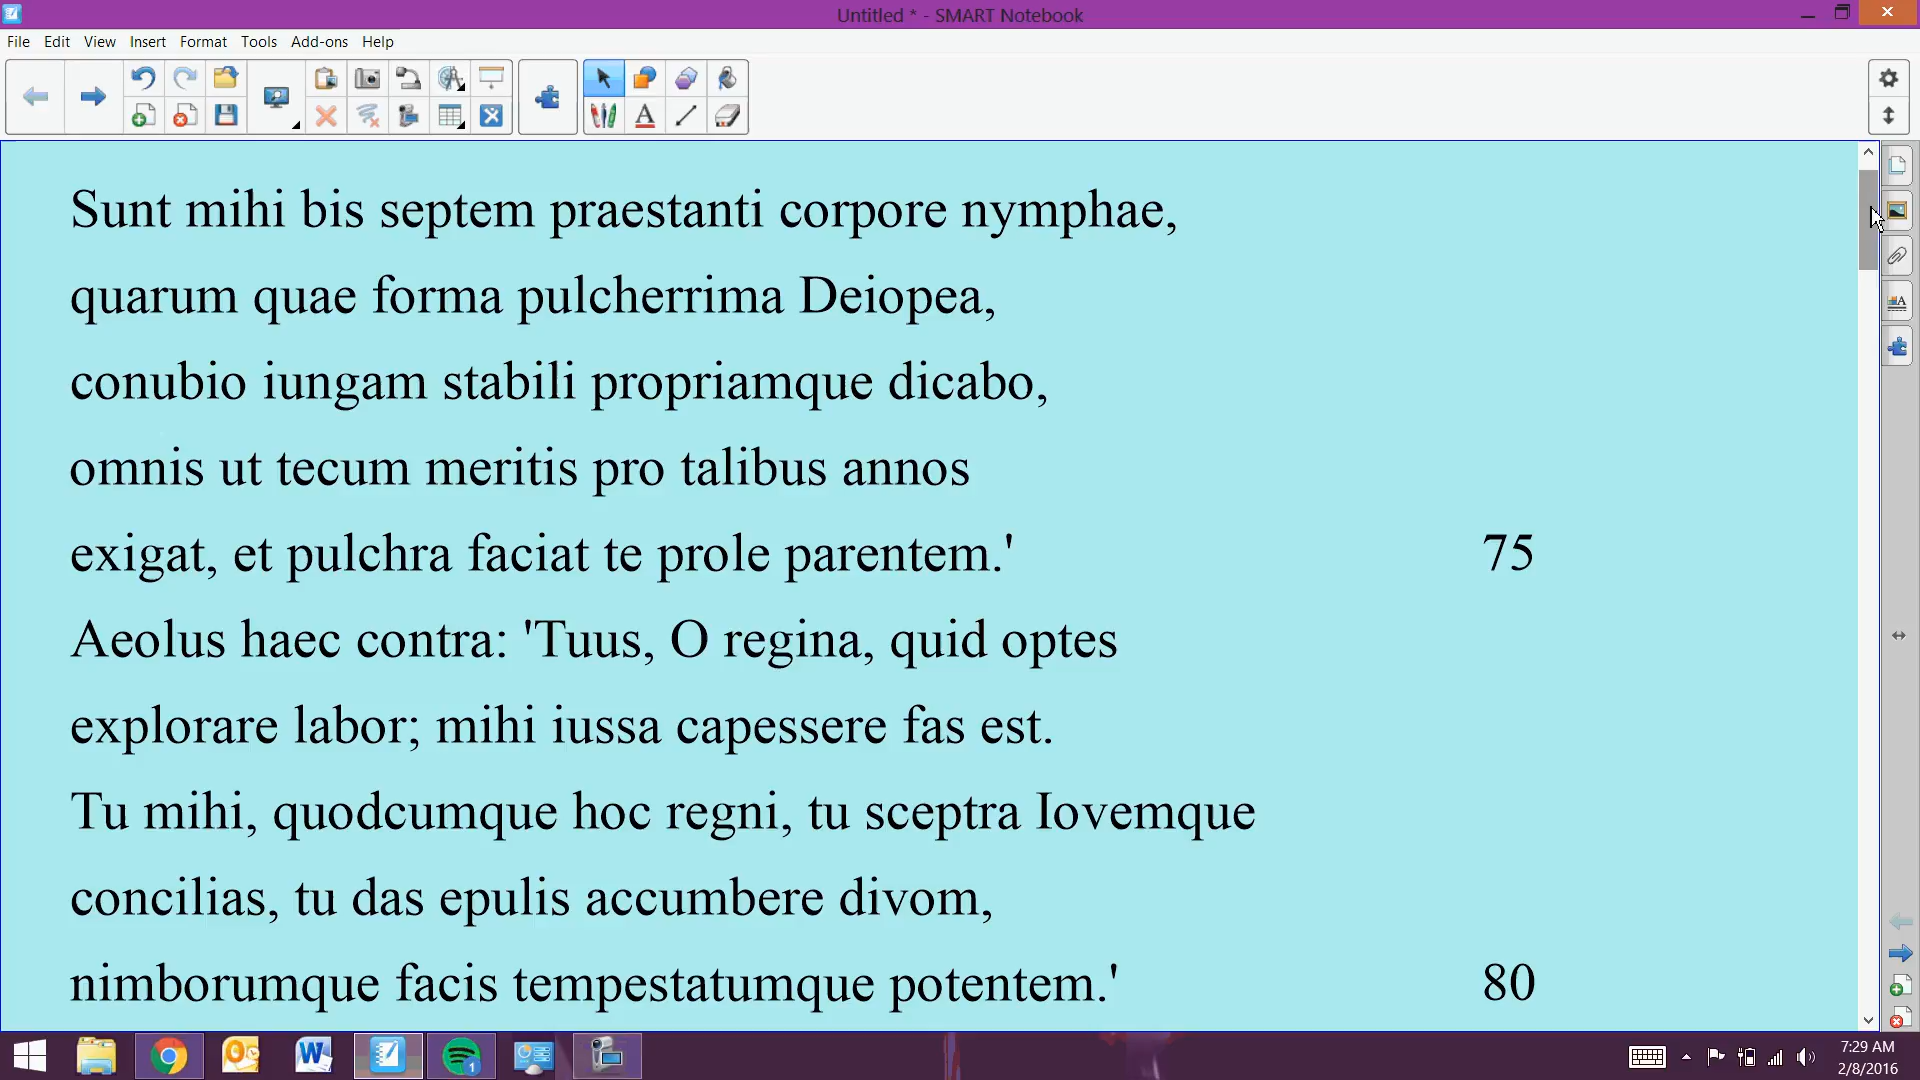 Untitled * - SMART Notebook
File Edit View Insert Format Tools Add-ons Help
Sunt mihi bis septem praestanti corpore nymphae,
quarum quae forma pulcherrima Deiopea,
conubio iungam stabili propriamque dicabo,
omnis ut tecum meritis pro talibus annos
exigat, et pulchra faciat te prole parentem.' 75
Aeolus haec contra: 'Tuus, O regina, quid optes
explorare labor; mihi iussa capessere fas est.
Tu mihi, quodcumque hoc regni, tu sceptra Iovemque
concilias, tu das epulis accumbere divom,
nimborumque facis tempestatumque potentem.' 80
7:29 AM
2/8/2016